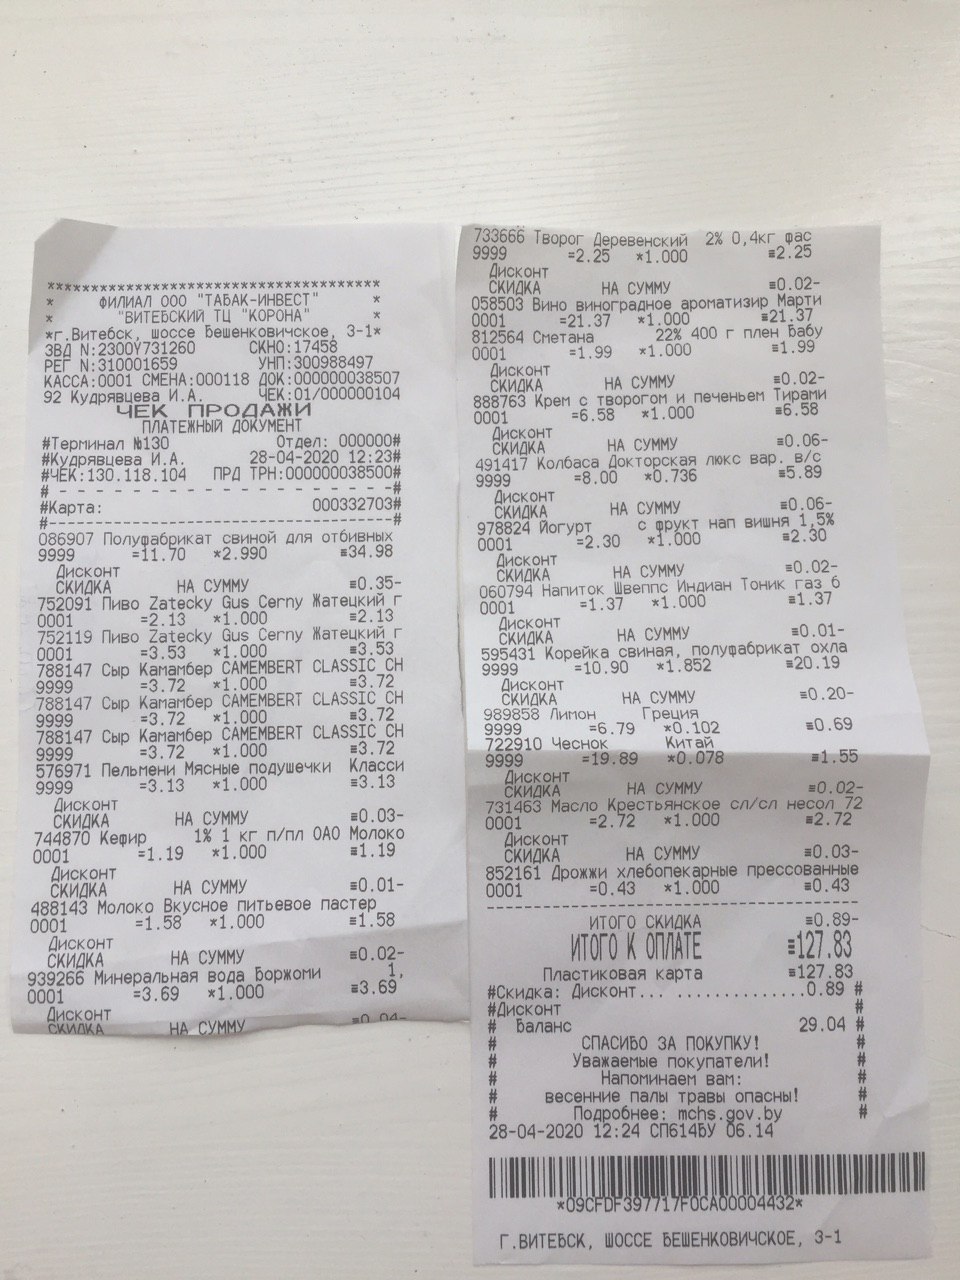 ***************************************
* ФИЛИАЛ ООО "ТАБАК-ИНВЕСТ" *
* "ВИТЕБСКИЙ ТЦ "КОРОНА" *
*г.Витебск, шоссе Бешенковичское, 3-1*
ЗВД N:2300Y731260 СКНО:17458
РЕГ N:310001659 УНП:300988497
КАССА:0001 СМЕНА:000118 ДОК:000000038507
92 Кудрявцева И.А. ЧЕК:01/000000104
ЧЕК ПРОДАЖИ
ПЛАТЕЖНЫЙ ДОКУМЕНТ
#Терминал №130 Отдел: 000000#
#Кудрявцева И.А. 28-04-2020 12:23#
#ЧЕК:130.118.104 ПРД ТРН:000000038500#
# - - - - - - - - - - - - - - - - - -#
#Карта: 000332703#
#------------------------------------#
086907 Полуфабрикат свиной для отбивных
9999 =11.70 *2.990 ≡34.98
Дисконт
СКИДКА НА СУММУ ≡0.35-
752091 Пиво Zatecky Gus Cerny Жатецкий г
0001 =2.13 *1.000 ≡2.13
752119 Пиво Zatecky Gus Cerny Жатецкий г
0001 =3.53 *1.000 ≡3.53
788147 Сыр Камамбер CAMEMBERT CLASSIC CH
9999 =3.72 *1.000 ≡3.72
788147 Сыр Камамбер CAMEMBERT CLASSIC CH
9999 =3.72 *1.000 ≡3.72
788147 Сыр Камамбер CAMEMBERT CLASSIC CH
9999 =3.72 *1.000 ≡3.72
576971 Пельмени Мясные подушечки Класси
9999 =3.13 *1.000 ≡3.13
Дисконт
СКИДКА НА СУММУ ≡0.03-
744870 Кефир 1% 1 кг п/пл ОАО Молоко
0001 =1.19 *1.000 ≡1.19
Дисконт
СКИДКА НА СУММУ ≡0.01-
488143 Молоко Вкусное питьевое пастер
0001 =1.58 *1.000 ≡1.58
Дисконт
СКИДКА НА СУММУ ≡0.02-
939266 Минеральная вода Боржоми 1,
0001 =3.69 *1.000 ≡3.69
Дисконт
СКИДКА НА СУММУ ≡0.04-
733666 Творог Деревенский 2% 0,4кг фас
9999 =2.25 *1.000 ≡2.25
Дисконт
СКИДКА НА СУММУ ≡0.02-
058503 Вино виноградное ароматизир Марти
0001 =21.37 *1.000 ≡21.37
812564 Сметана 22% 400 г плен Бабу
0001 =1.99 *1.000 ≡1.99
Дисконт
СКИДКА НА СУММУ ≡0.02-
888763 Крем с творогом и печеньем Тирами
0001 =6.58 *1.000 ≡6.58
Дисконт
СКИДКА НА СУММУ ≡0.06-
491417 Колбаса Докторская люкс вар. в/с
9999 =8.00 *0.736 ≡5.89
Дисконт
СКИДКА НА СУММУ ≡0.06-
978824 Йогурт с фрукт нап вишня 1,5%
0001 =2.30 *1.000 ≡2.30
Дисконт
СКИДКА НА СУММУ ≡0.02-
060794 Напиток Швеппс Индиан Тоник газ б
0001 =1.37 *1.000 ≡1.37
Дисконт
СКИДКА НА СУММУ ≡0.01-
595431 Корейка свиная, полуфабрикат охла
9999 =10.90 *1.852 ≡20.19
Дисконт
СКИДКА НА СУММУ ≡0.20-
989858 Лимон Греция
9999 =6.79 *0.102 ≡0.69
722910 Чеснок Китай
9999 =19.89 *0.078 ≡1.55
Дисконт
СКИДКА НА СУММУ ≡0.02-
731463 Масло Крестьянское сл/сл несол 72
0001 =2.72 *1.000 ≡2.72
Дисконт
СКИДКА НА СУММУ ≡0.03-
852161 Дрожжи хлебопекарные прессованные
0001 =0.43 *1.000 ≡0.43
----------------------------------------
ИТОГО СКИДКА ≡0.89-
ИТОГО К ОПЛАТЕ ≡127.83
Пластиковая карта ≡127.83
#Скидка: Дисконт... ..............0.89 #
#Дисконт #
# Баланс 29.04 #
# СПАСИБО ЗА ПОКУПКУ! #
# Уважаемые покупатели! #
# Напоминаем вам: #
# весенние палы травы опасны! #
# Подробнее: mchs.gov.by #
28-04-2020 12:24 СП614БУ 06.14
*09CFDF397717F0CA00004432*
Г.ВИТЕБСК, ШОССЕ БЕШЕНКОВИЧСКОЕ, 3-1